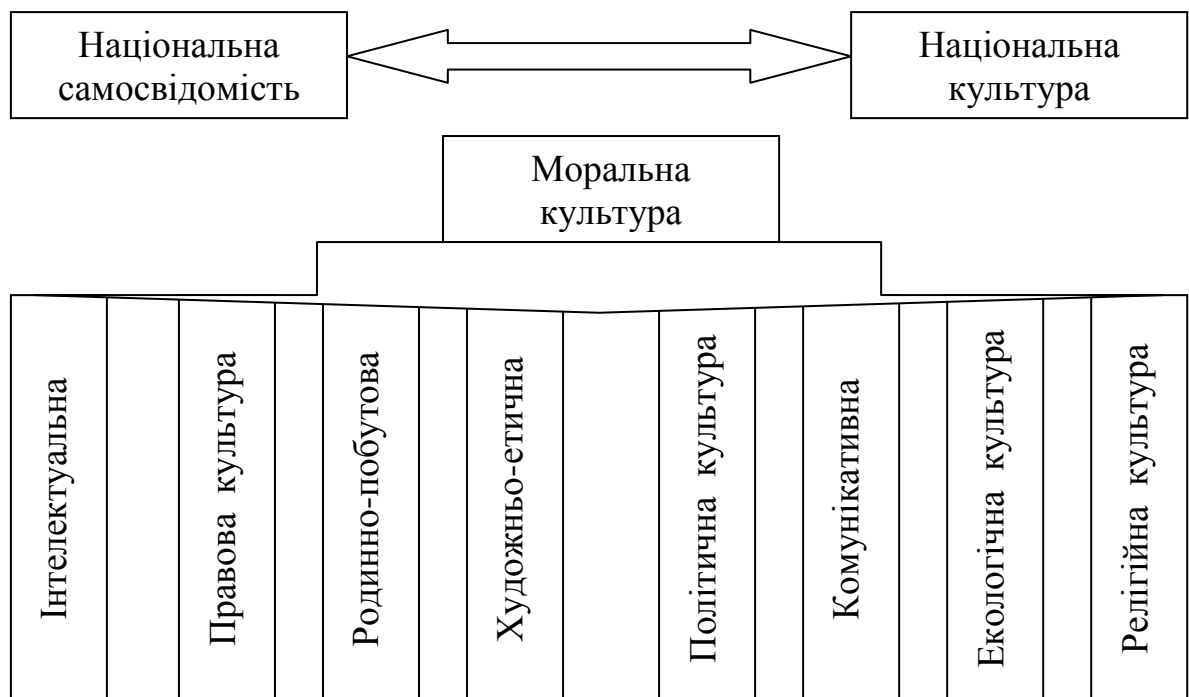 Національна
самосвідомість
Національна
культура
Моральна
культура
Інтелектуальна
Правова культура
Родинно-побутова
Художньо-етична
Політична культура
Комунікативна
Екологічна культура
Релігійна культура